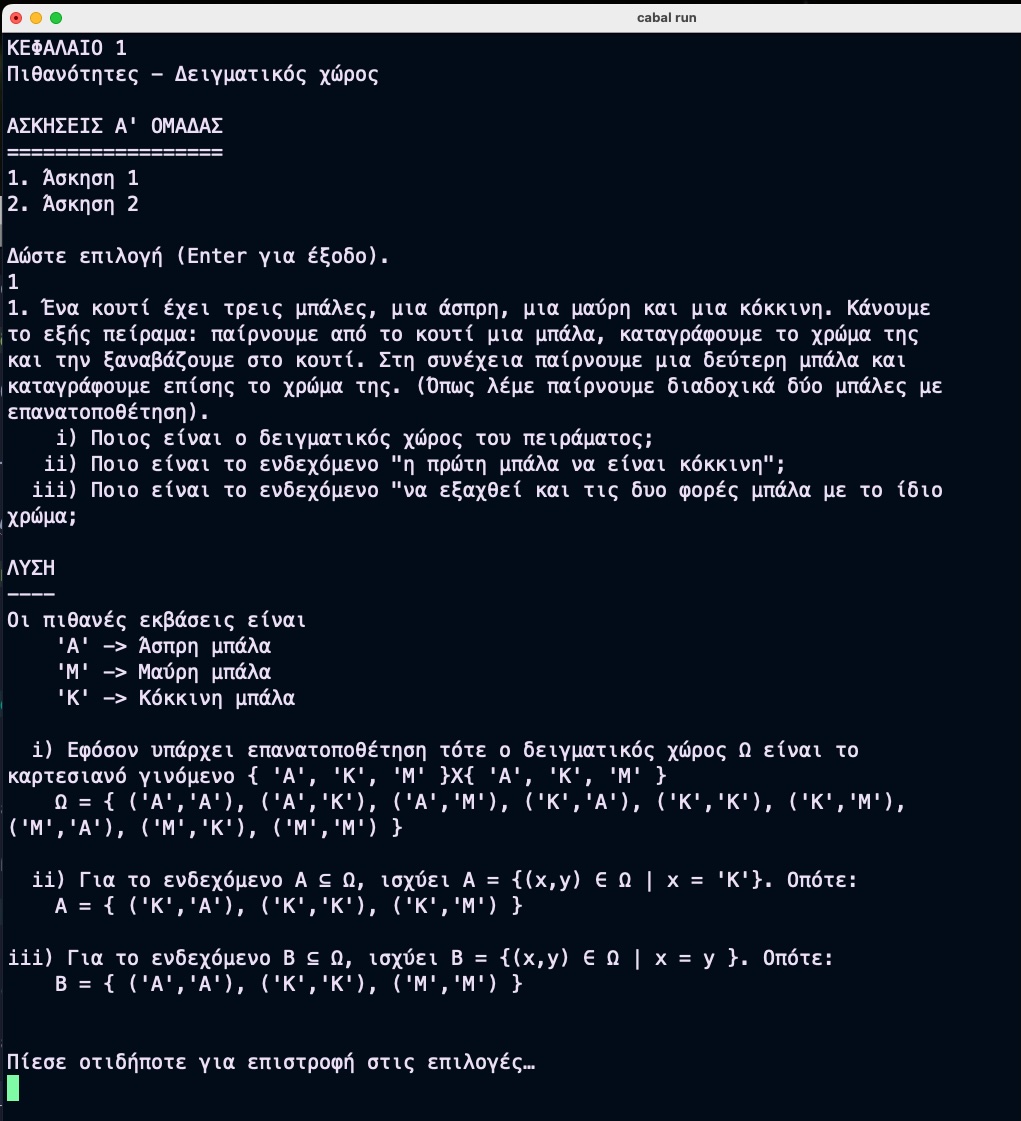 cabal run
ΚΕΦΑΛΑΙΟ 1
Πιθανότητες – Δειγματικός χώρος
ΑΣΚΗΣΕΙΣ Α' ΟΜΑΔΑΣ
==================
1. Άσκηση 1
2. Άσκηση 2
Δώστε επιλογή (Enter για έξοδο).
1
1. Ένα κουτί έχει τρεις μπάλες, μια άσπρη, μια μαύρη και μια κόκκινη. Κάνουμε
το εξής πείραμα: παίρνουμε από το κουτί μια μπάλα, καταγράφουμε το χρώμα της
και την ξαναβάζουμε στο κουτί. Στη συνέχεια παίρνουμε μια δεύτερη μπάλα και
καταγράφουμε επίσης το χρώμα της. (Όπως λέμε παίρνουμε διαδοχικά δύο μπάλες με
επανατοποθέτηση).
i) Ποιος είναι ο δειγματικός χώρος του πειράματος;
ii) Ποιο είναι το ενδεχόμενο "η πρώτη μπάλα να είναι κόκκινη";
iii) Ποιο είναι το ενδεχόμενο "να εξαχθεί και τις δυο φορές μπάλα με το ίδιο
χρώμα;
ΛΥΣΗ
----
Οι πιθανές εκβάσεις είναι
'Α' -> Άσπρη μπάλα
'Μ' -> Μαύρη μπάλα
'Κ' -> Κόκκινη μπάλα
i) Εφόσον υπάρχει επανατοποθέτηση τότε ο δειγματικός χώρος Ω είναι το
καρτεσιανό γινόμενο { 'Α', 'Κ', 'Μ' }Χ{ 'Α', 'Κ', 'Μ' }
Ω = { ('Α','Α'), ('Α','Κ'), ('Α','Μ'), ('Κ','Α'), ('Κ','Κ'), ('Κ','Μ'),
('Μ','Α'), ('Μ','Κ'), ('Μ','Μ') }
ii) Για το ενδεχόμενο Α ⊆ Ω, ισχύει Α = {(x,y) ∈ Ω | x = 'Κ'}. Οπότε:
Α = { ('Κ','Α'), ('Κ','Κ'), ('Κ','Μ') }
iii) Για το ενδεχόμενο Β ⊆ Ω, ισχύει Β = {(x,y) ∈ Ω | x = y }. Οπότε:
Β = { ('Α','Α'), ('Κ','Κ'), ('Μ','Μ') }
Πίεσε οτιδήποτε για επιστροφή στις επιλογές…